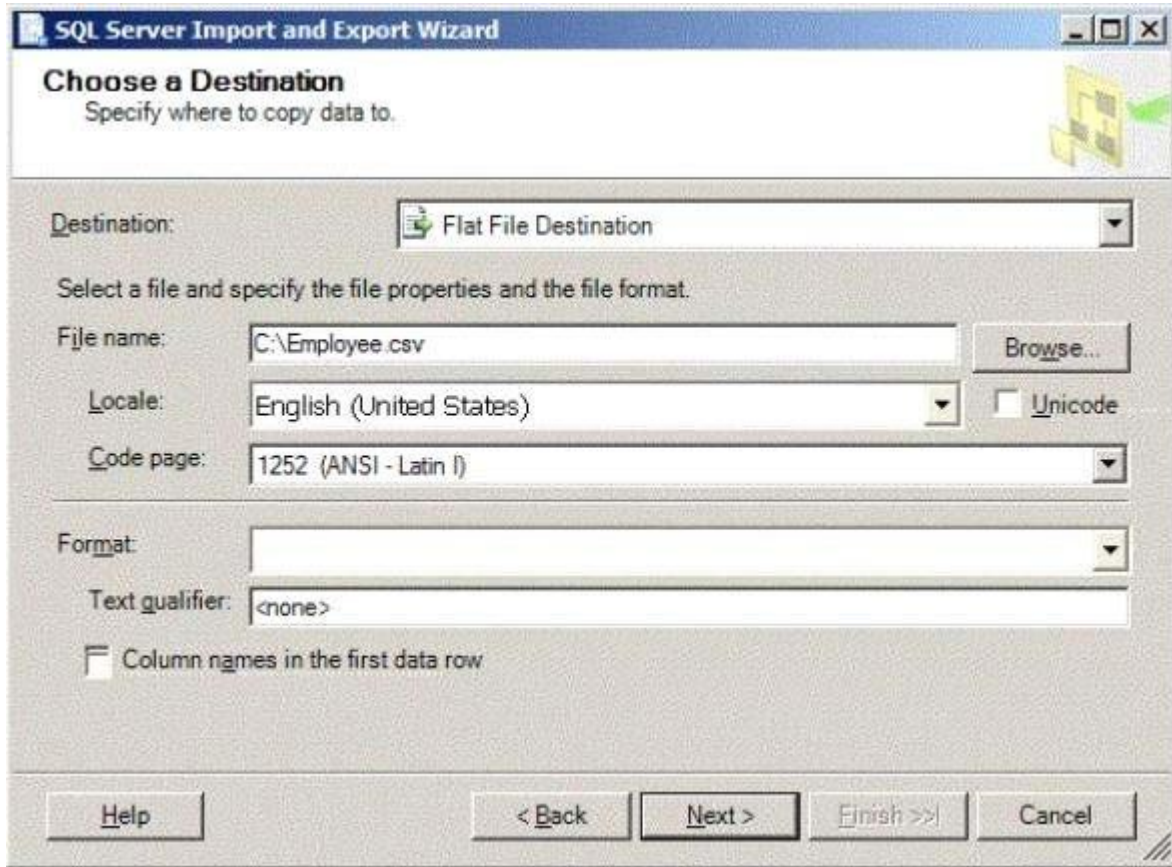 SQL Server Import and Export Wizard
Choose a Destination
Specify where to copy data to.
Destination: Flat File Destination
Select a file and specify the file properties and the file format.
File name: C:\Employee.csv Browse...
Locale: English (United States) Unicode
Code page: 1252 (ANSI - Latin I)
Format:
Text qualifier: <none>
Column names in the first data row
Help < Back Next > Finish >>| Cancel